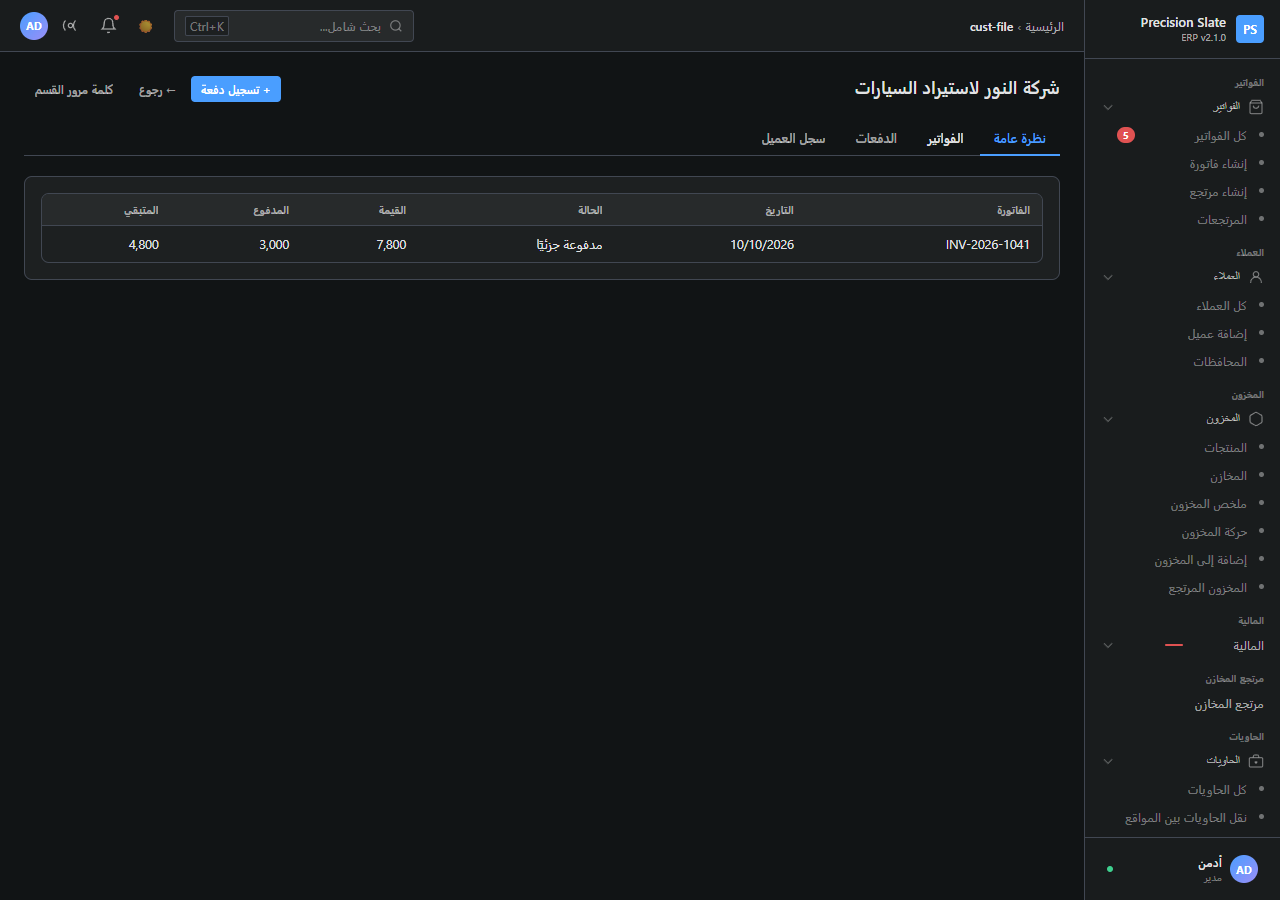 Precision Slate
ERP v2.1.0
PS
الرئيسية › cust-file
بحث شامل...
Ctrl+K
AD
شركة النور لاستيراد السيارات
+ تسجيل دفعة
← رجوع
كلمة مرور القسم
نظرة عامة
الفواتير
الدفعات
سجل العميل
الفاتورة التاريخ الحالة القيمة المدفوع المتبقي
INV-2026-1041 10/10/2026 مدفوعة جزئيًا 7,800 3,000 4,800
الفواتير
الفواتير
كل الفواتير 5
إنشاء فاتورة
إنشاء مرتجع
المرتجعات
العملاء
العملاء
كل العملاء
إضافة عميل
المحافظات
المخزون
المخزون
المنتجات
المخازن
ملخص المخزون
حركة المخزون
إضافة إلى المخزون
المخزون المرتجع
المالية
المالية
مرتجع المخازن
مرتجع المخازن
الحاويات
الحاويات
كل الحاويات
نقل الحاويات بين المواقع
AD
أدمن
مدير